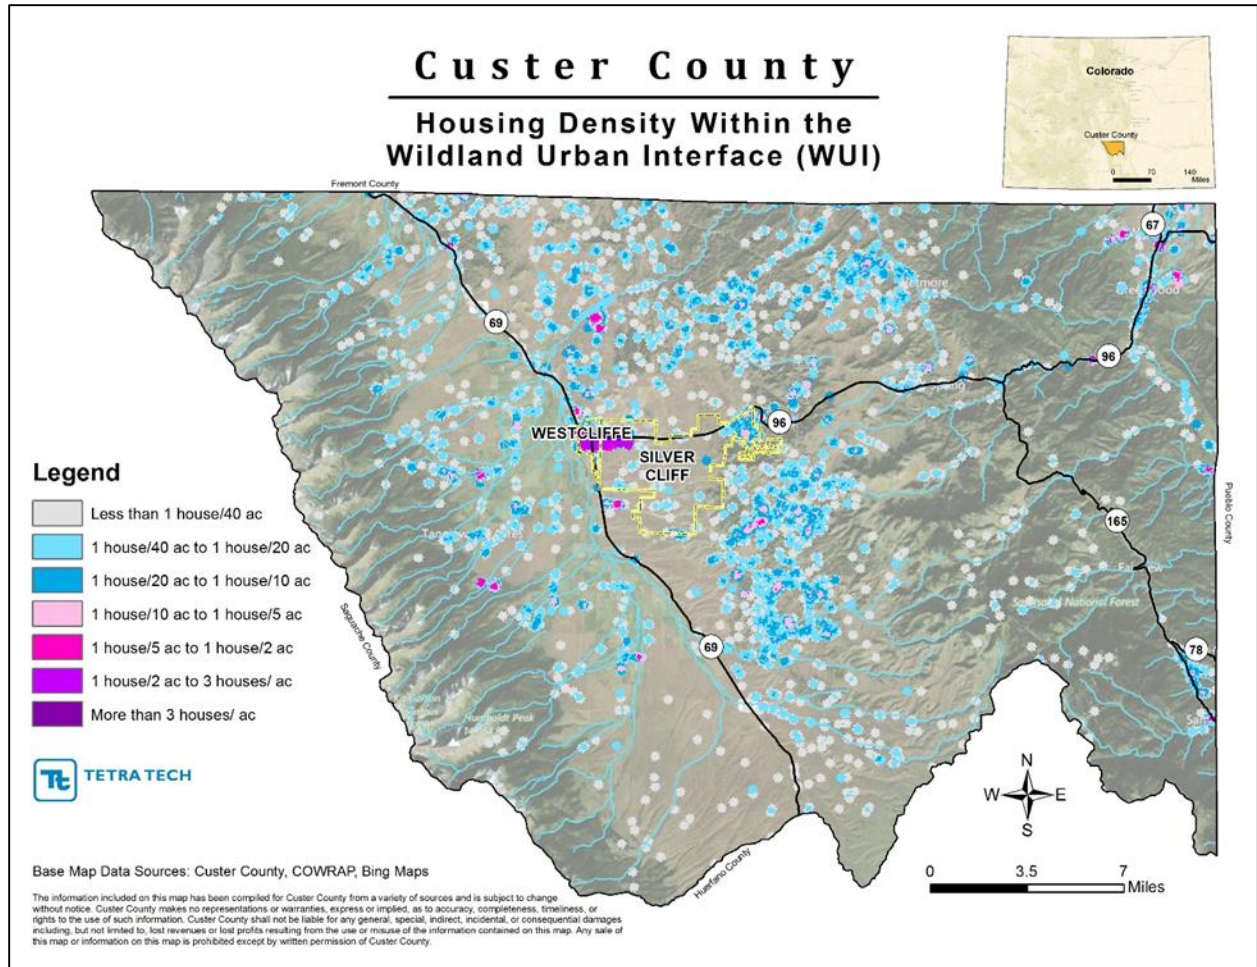 Custer County
Housing Density Within the
Wildland Urban Interface (WUI)
Colorado
Custer County
0 70 140
Miles
Fremont County
67
69
96
96
WESTCLIFFE
SILVER
CLIFF
165
Pueblo County
Saguache County
National Forest
78
69
Humboldt Peak
Huerfano County
Legend
Less than 1 house/40 ac
1 house/40 ac to 1 house/20 ac
1 house/20 ac to 1 house/10 ac
1 house/10 ac to 1 house/5 ac
1 house/5 ac to 1 house/2 ac
1 house/2 ac to 3 houses/ ac
More than 3 houses/ ac
Tt TETRA TECH
N
W E
S
0 3.5 7
Miles
Base Map Data Sources: Custer County, COWRAP, Bing Maps
The information included on this map has been compiled for Custer County from a variety of sources and is subject to change
without notice. Custer County makes no representations or warranties, express or implied, as to accuracy, completeness, timeliness, or
rights to the use of such information. Custer County shall not be liable for any general, special, indirect, incidental, or consequential damages
including, but not limited to, lost revenues or lost profits resulting from the use or misuse of the information contained on this map. Any sale of
this map or information on this map is prohibited except by written permission of Custer County.